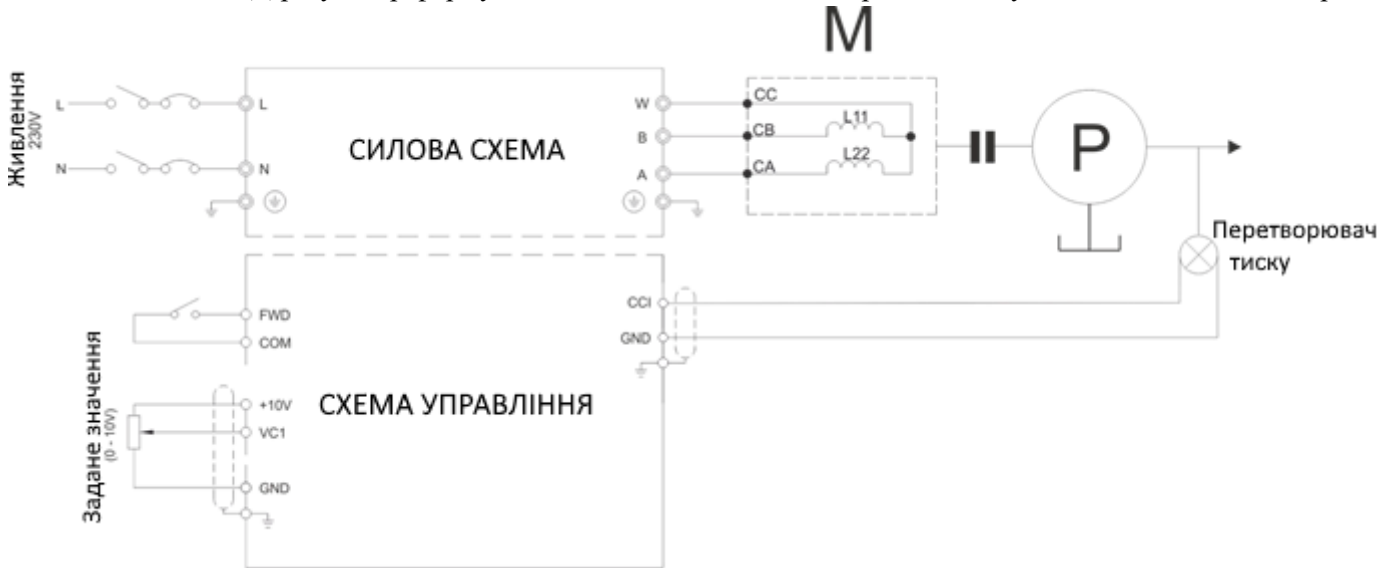 M
Живлення
230V
L
L
N
N
СИЛОВА СХЕМА
W
B
A
CC
CB
CA
L11
L22
P
Перетворювач
тиску
FWD
COM
Задане значення
(0 - 10V)
+10V
VC1
GND
СХЕМА УПРАВЛІННЯ
CCI
GND